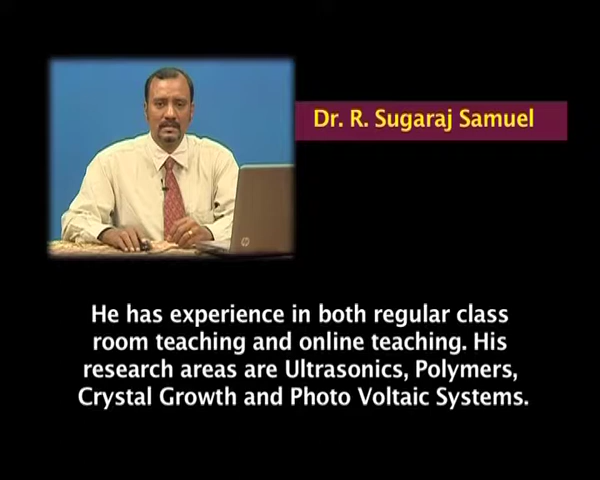 Dr. R. Sugaraj Samuel
He has experience in both regular class
room teaching and online teaching. His
research areas are Ultrasonics, Polymers,
Crystal Growth and Photo Voltaic Systems.